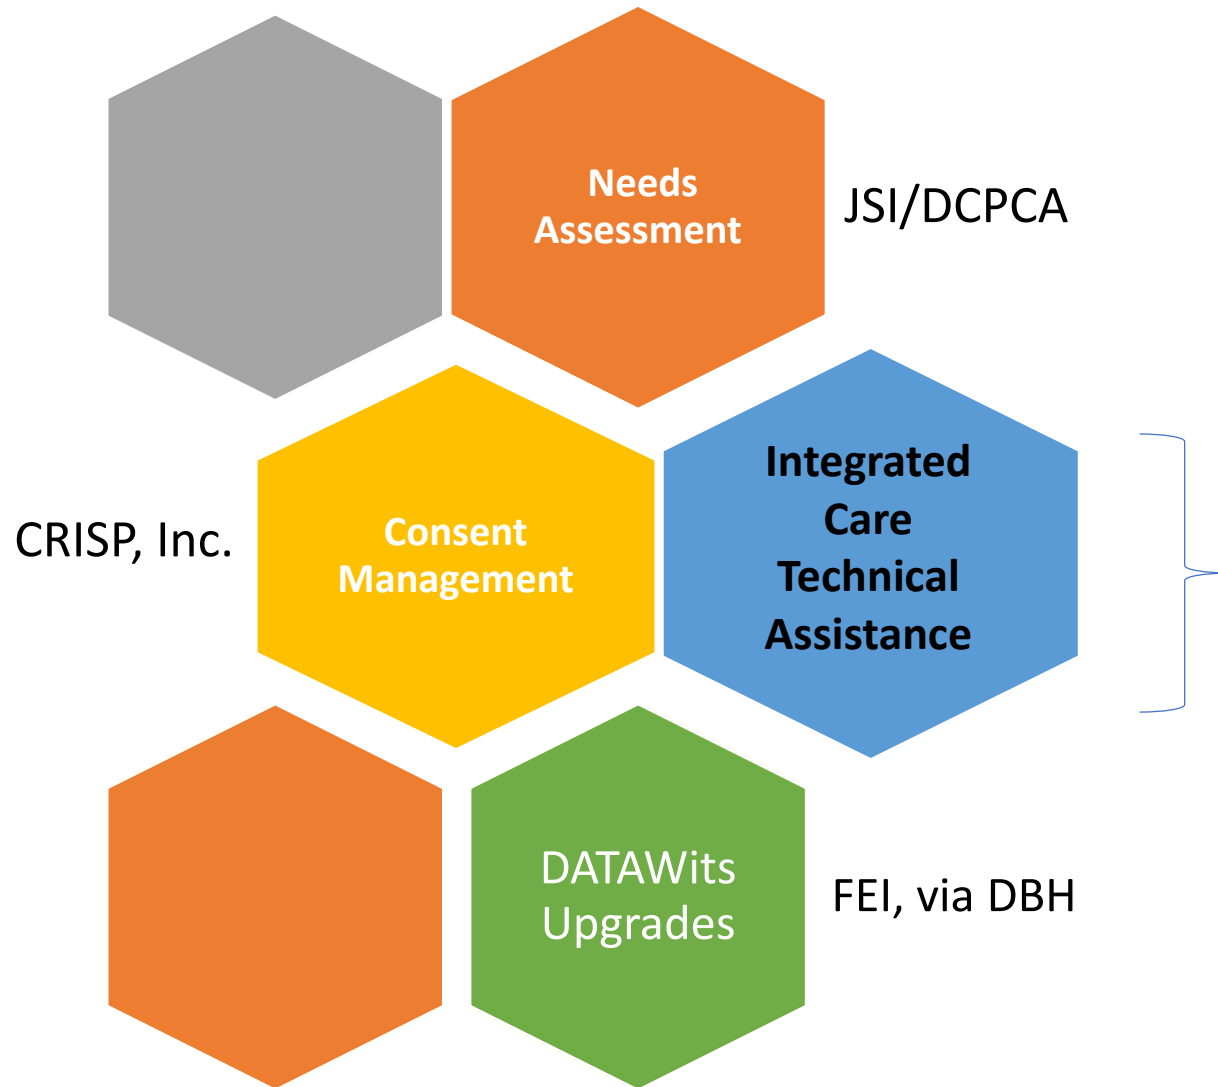 Needs
Assessment
JSI/DCPCA
CRISP, Inc.
Consent
Management
Integrated
Care
Technical
Assistance
DATAWits
Upgrades
FEI, via DBH